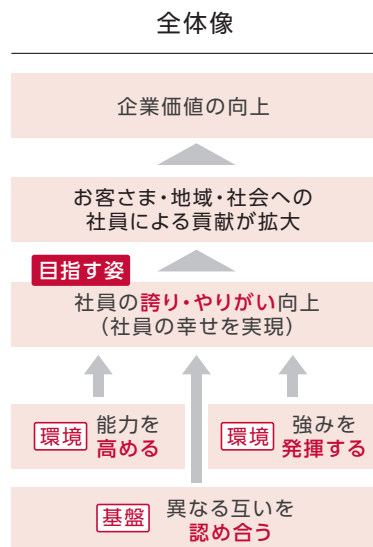 全体像
企業価値の向上
お客さま・地域・社会への
社員による貢献が拡大
目指す姿
社員の誇り・やりがい向上
（社員の幸せを実現）
環境
能力を
高める
環境
強みを
発揮する
基盤
異なる互いを
認め合う